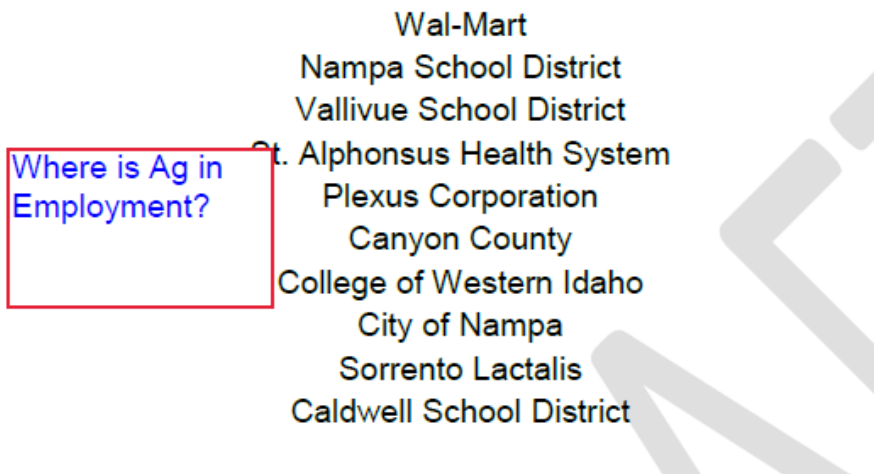 Wal-Mart
Nampa School District
Vallivue School District
St. Alphonsus Health System
Where is Ag in
Employment?
Plexus Corporation
Canyon County
College of Western Idaho
City of Nampa
Sorrento Lactalis
Caldwell School District